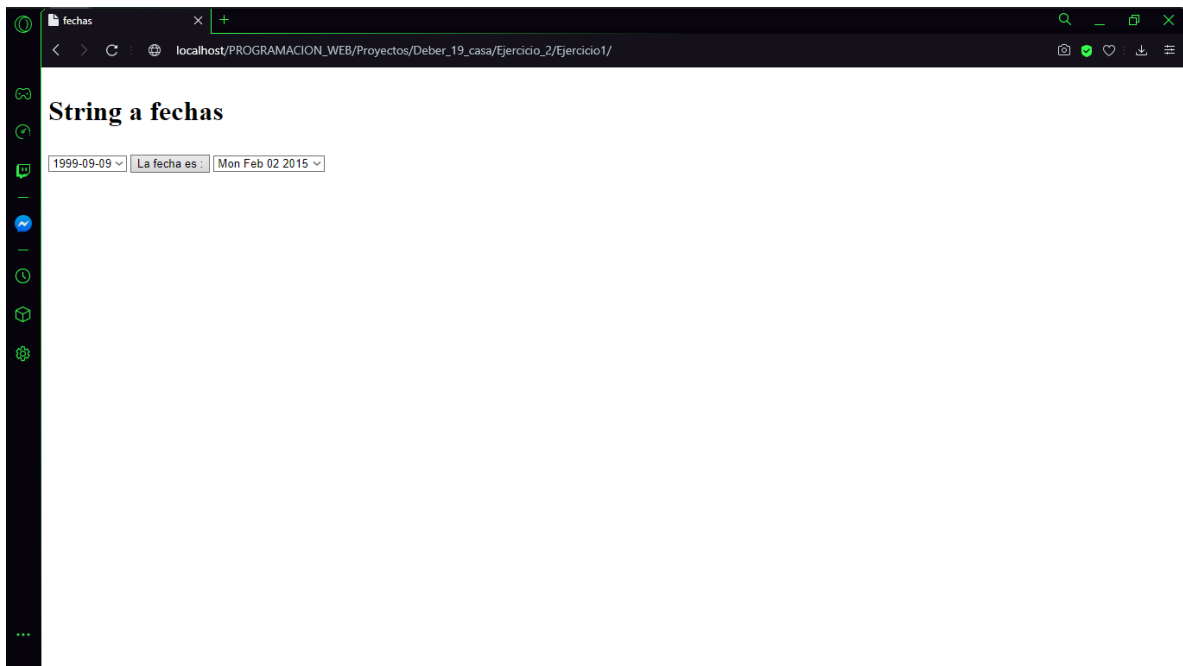 fechas
localhost/PROGRAMACION_WEB/Proyectos/Deber_19_casa/Ejercicio_2/Ejercicio1/
String a fechas
1999-09-09 La fecha es : Mon Feb 02 2015